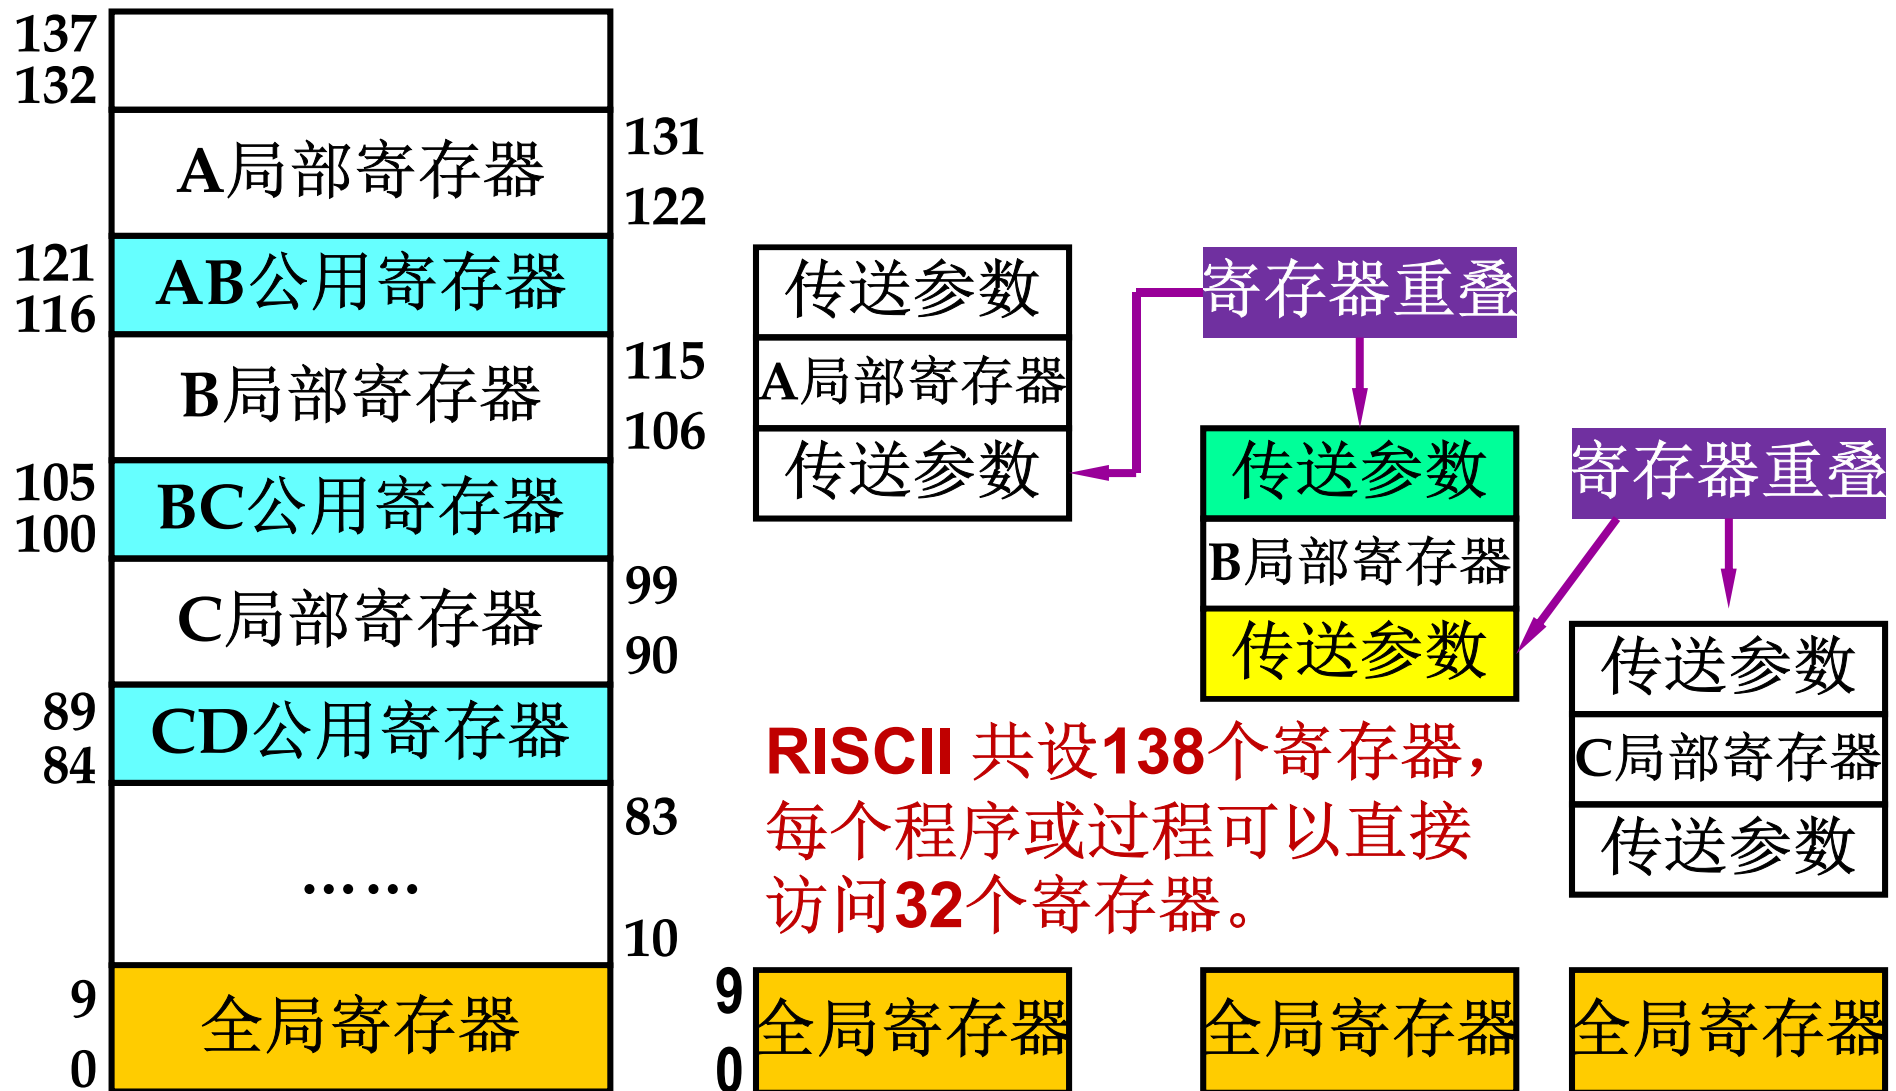 137
132
A局部寄存器
131
122
121
116
AB公用寄存器
B局部寄存器
115
106
105
100
BC公用寄存器
C局部寄存器
99
90
89
84
CD公用寄存器
83
……
10
9
0
全局寄存器
传送参数
A局部寄存器
传送参数
寄存器重叠
传送参数
B局部寄存器
传送参数
寄存器重叠
传送参数
C局部寄存器
传送参数
RISCII 共设138个寄存器，
每个程序或过程可以直接
访问32个寄存器。
9
0
全局寄存器
全局寄存器
全局寄存器